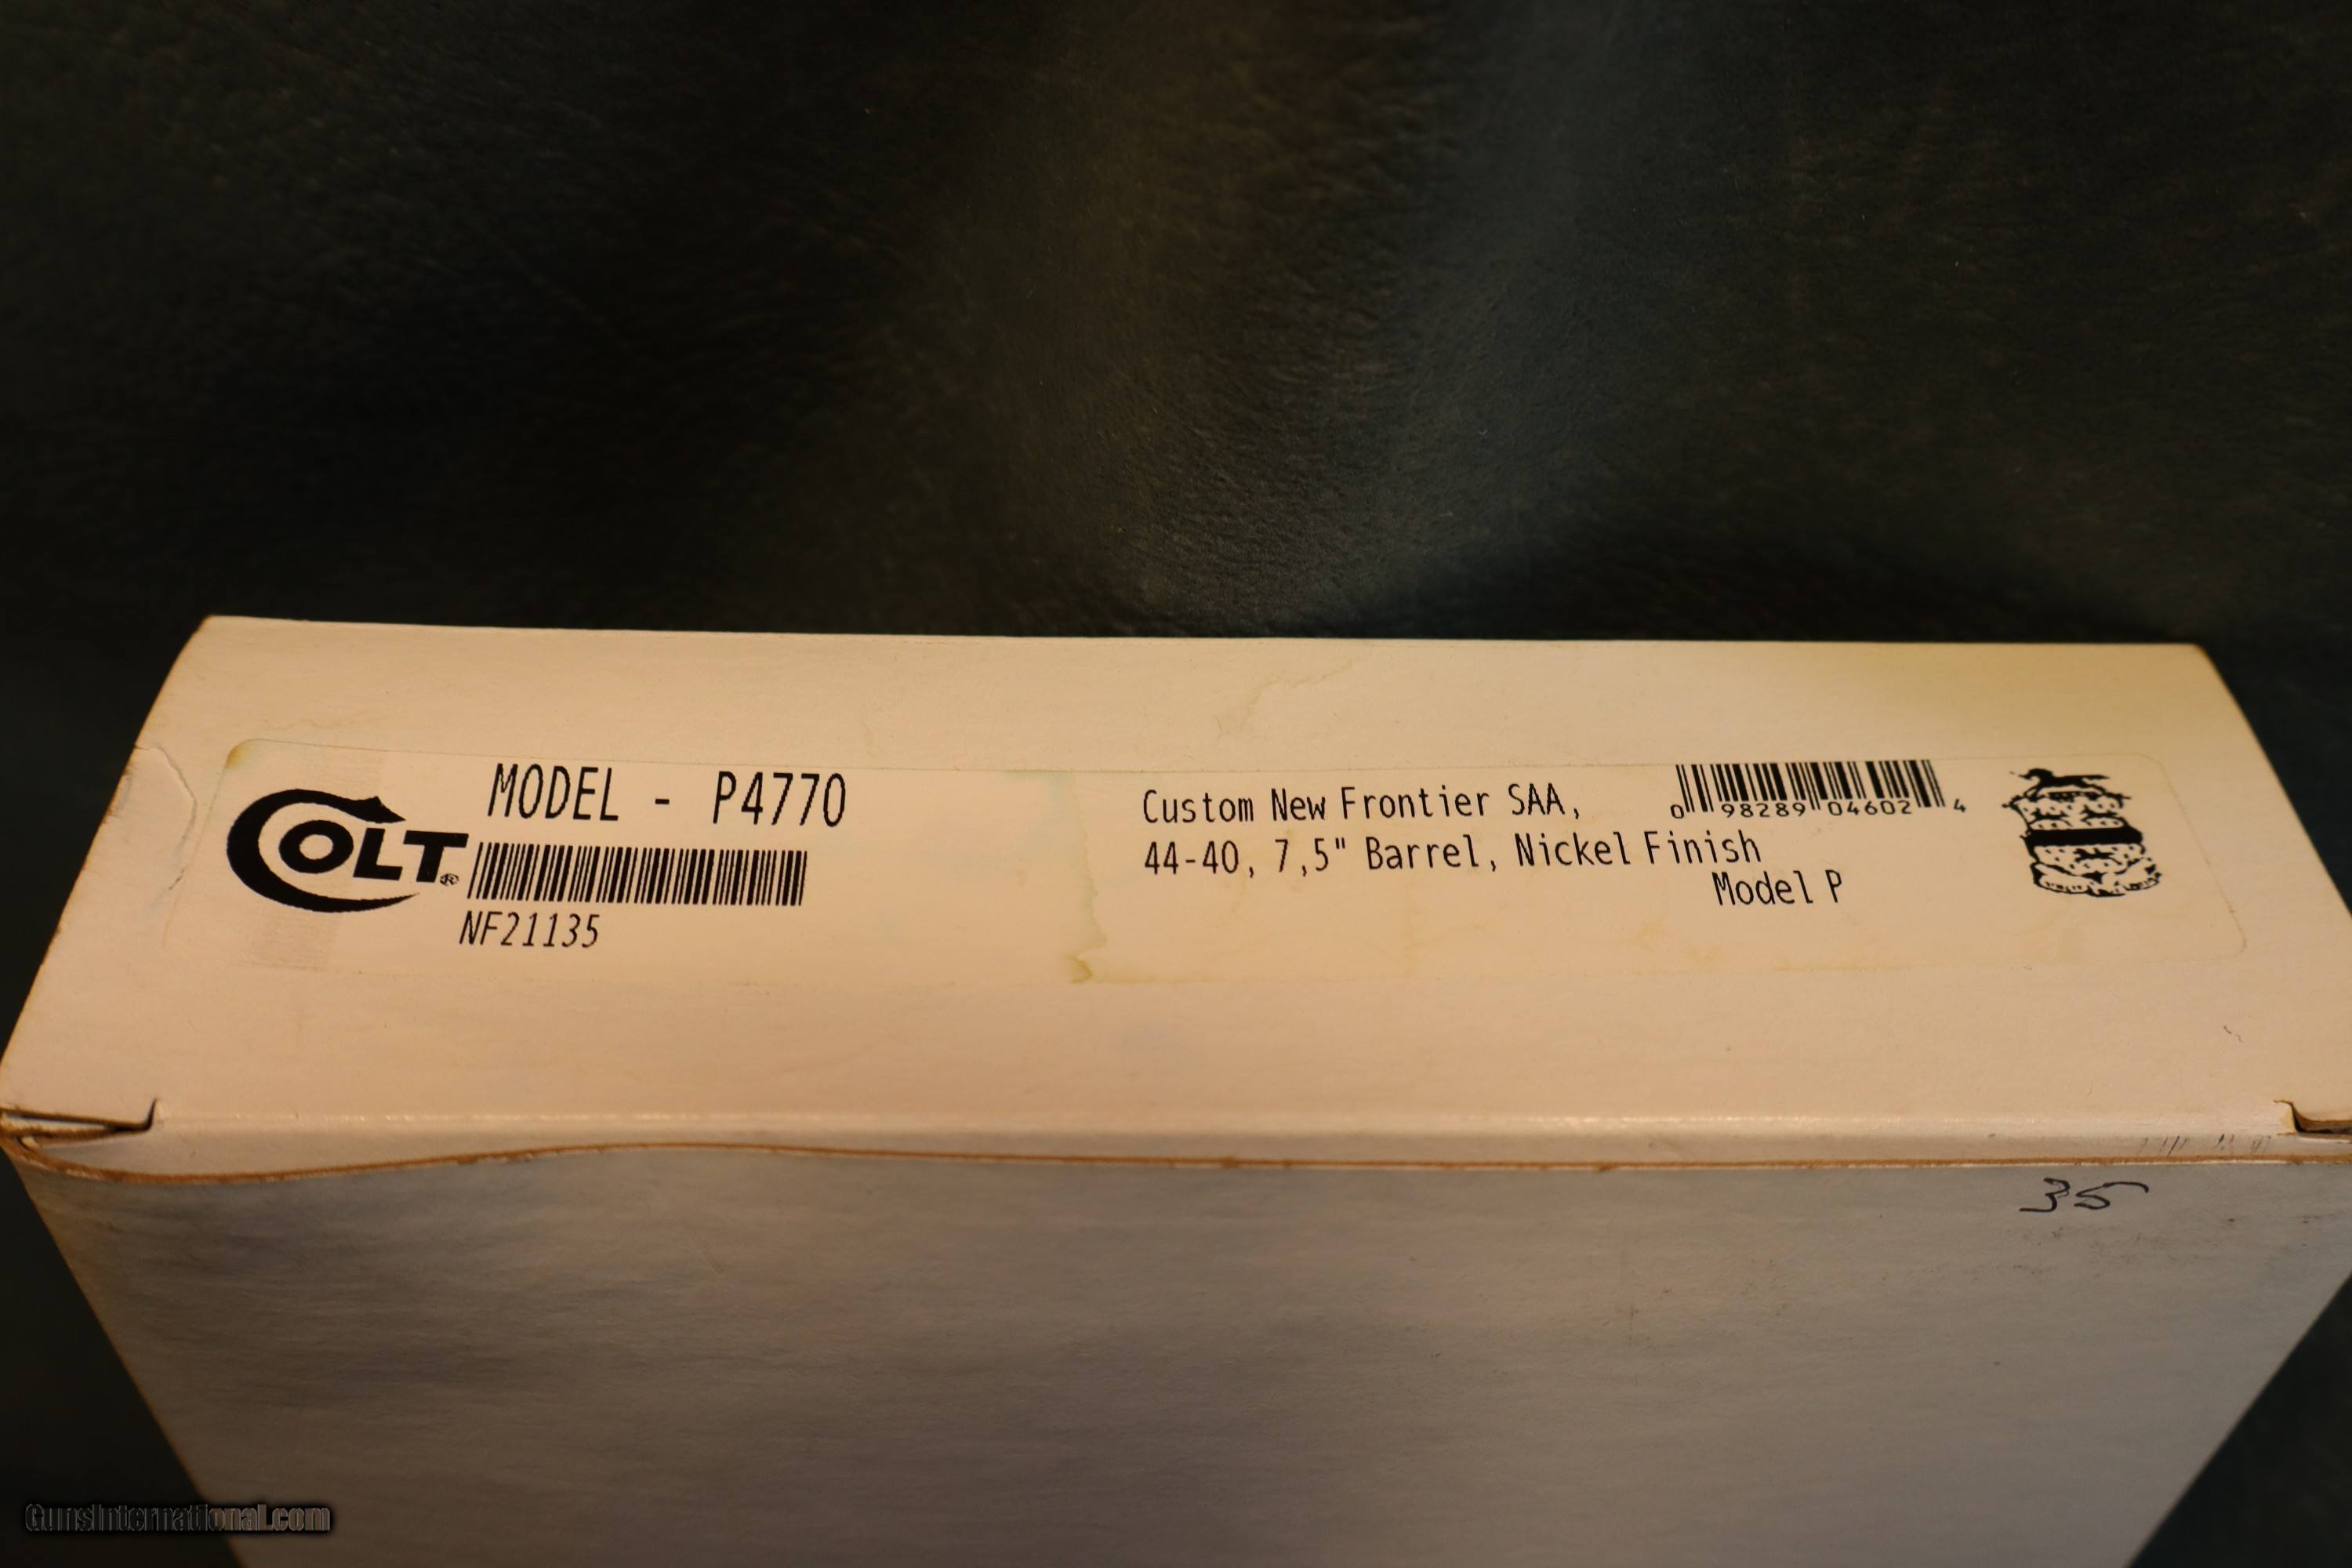 COLT®
MODEL - P4770
NF21135
Custom New Frontier SAA,
44-40, 7,5" Barrel, Nickel Finish
Model P
0 98289 04602 4
35
GunsInternational.com